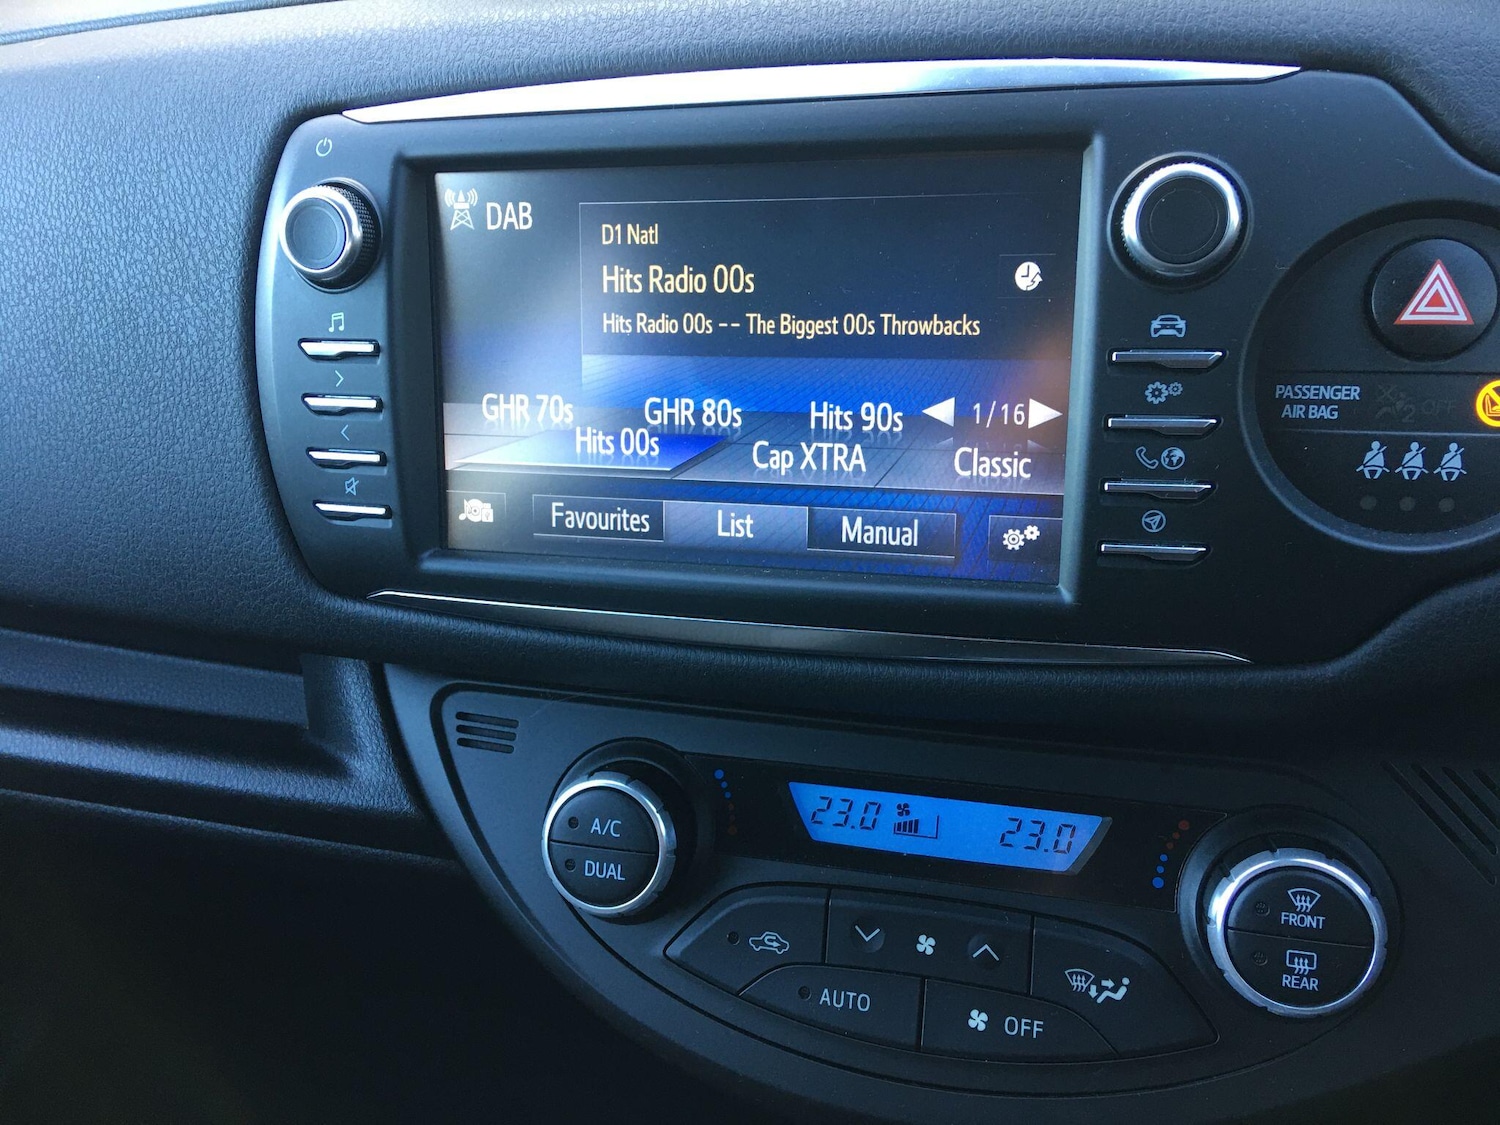 DAB
D1 Natl
Hits Radio 00s
Hits Radio 00s -- The Biggest 00s Throwbacks
GHR 70s GHR 80s Hits 90s 1/16
Hits 00s Cap XTRA Classic
Favourites List Manual
PASSENGER
AIR BAG
2 OFF
23.0 23.0
A/C
DUAL
FRONT
REAR
AUTO
OFF